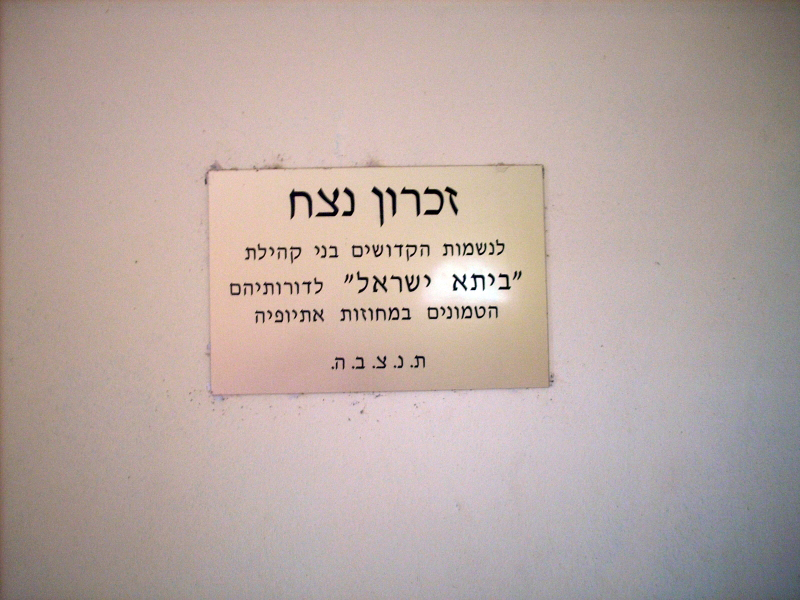 זכרון נצח
לנשמות הקדושים בני קהילת
"ביתא ישראל" לדורותיהם
הטמונים במחוזות אתיופיה
ת. נ. צ. ב. ה.